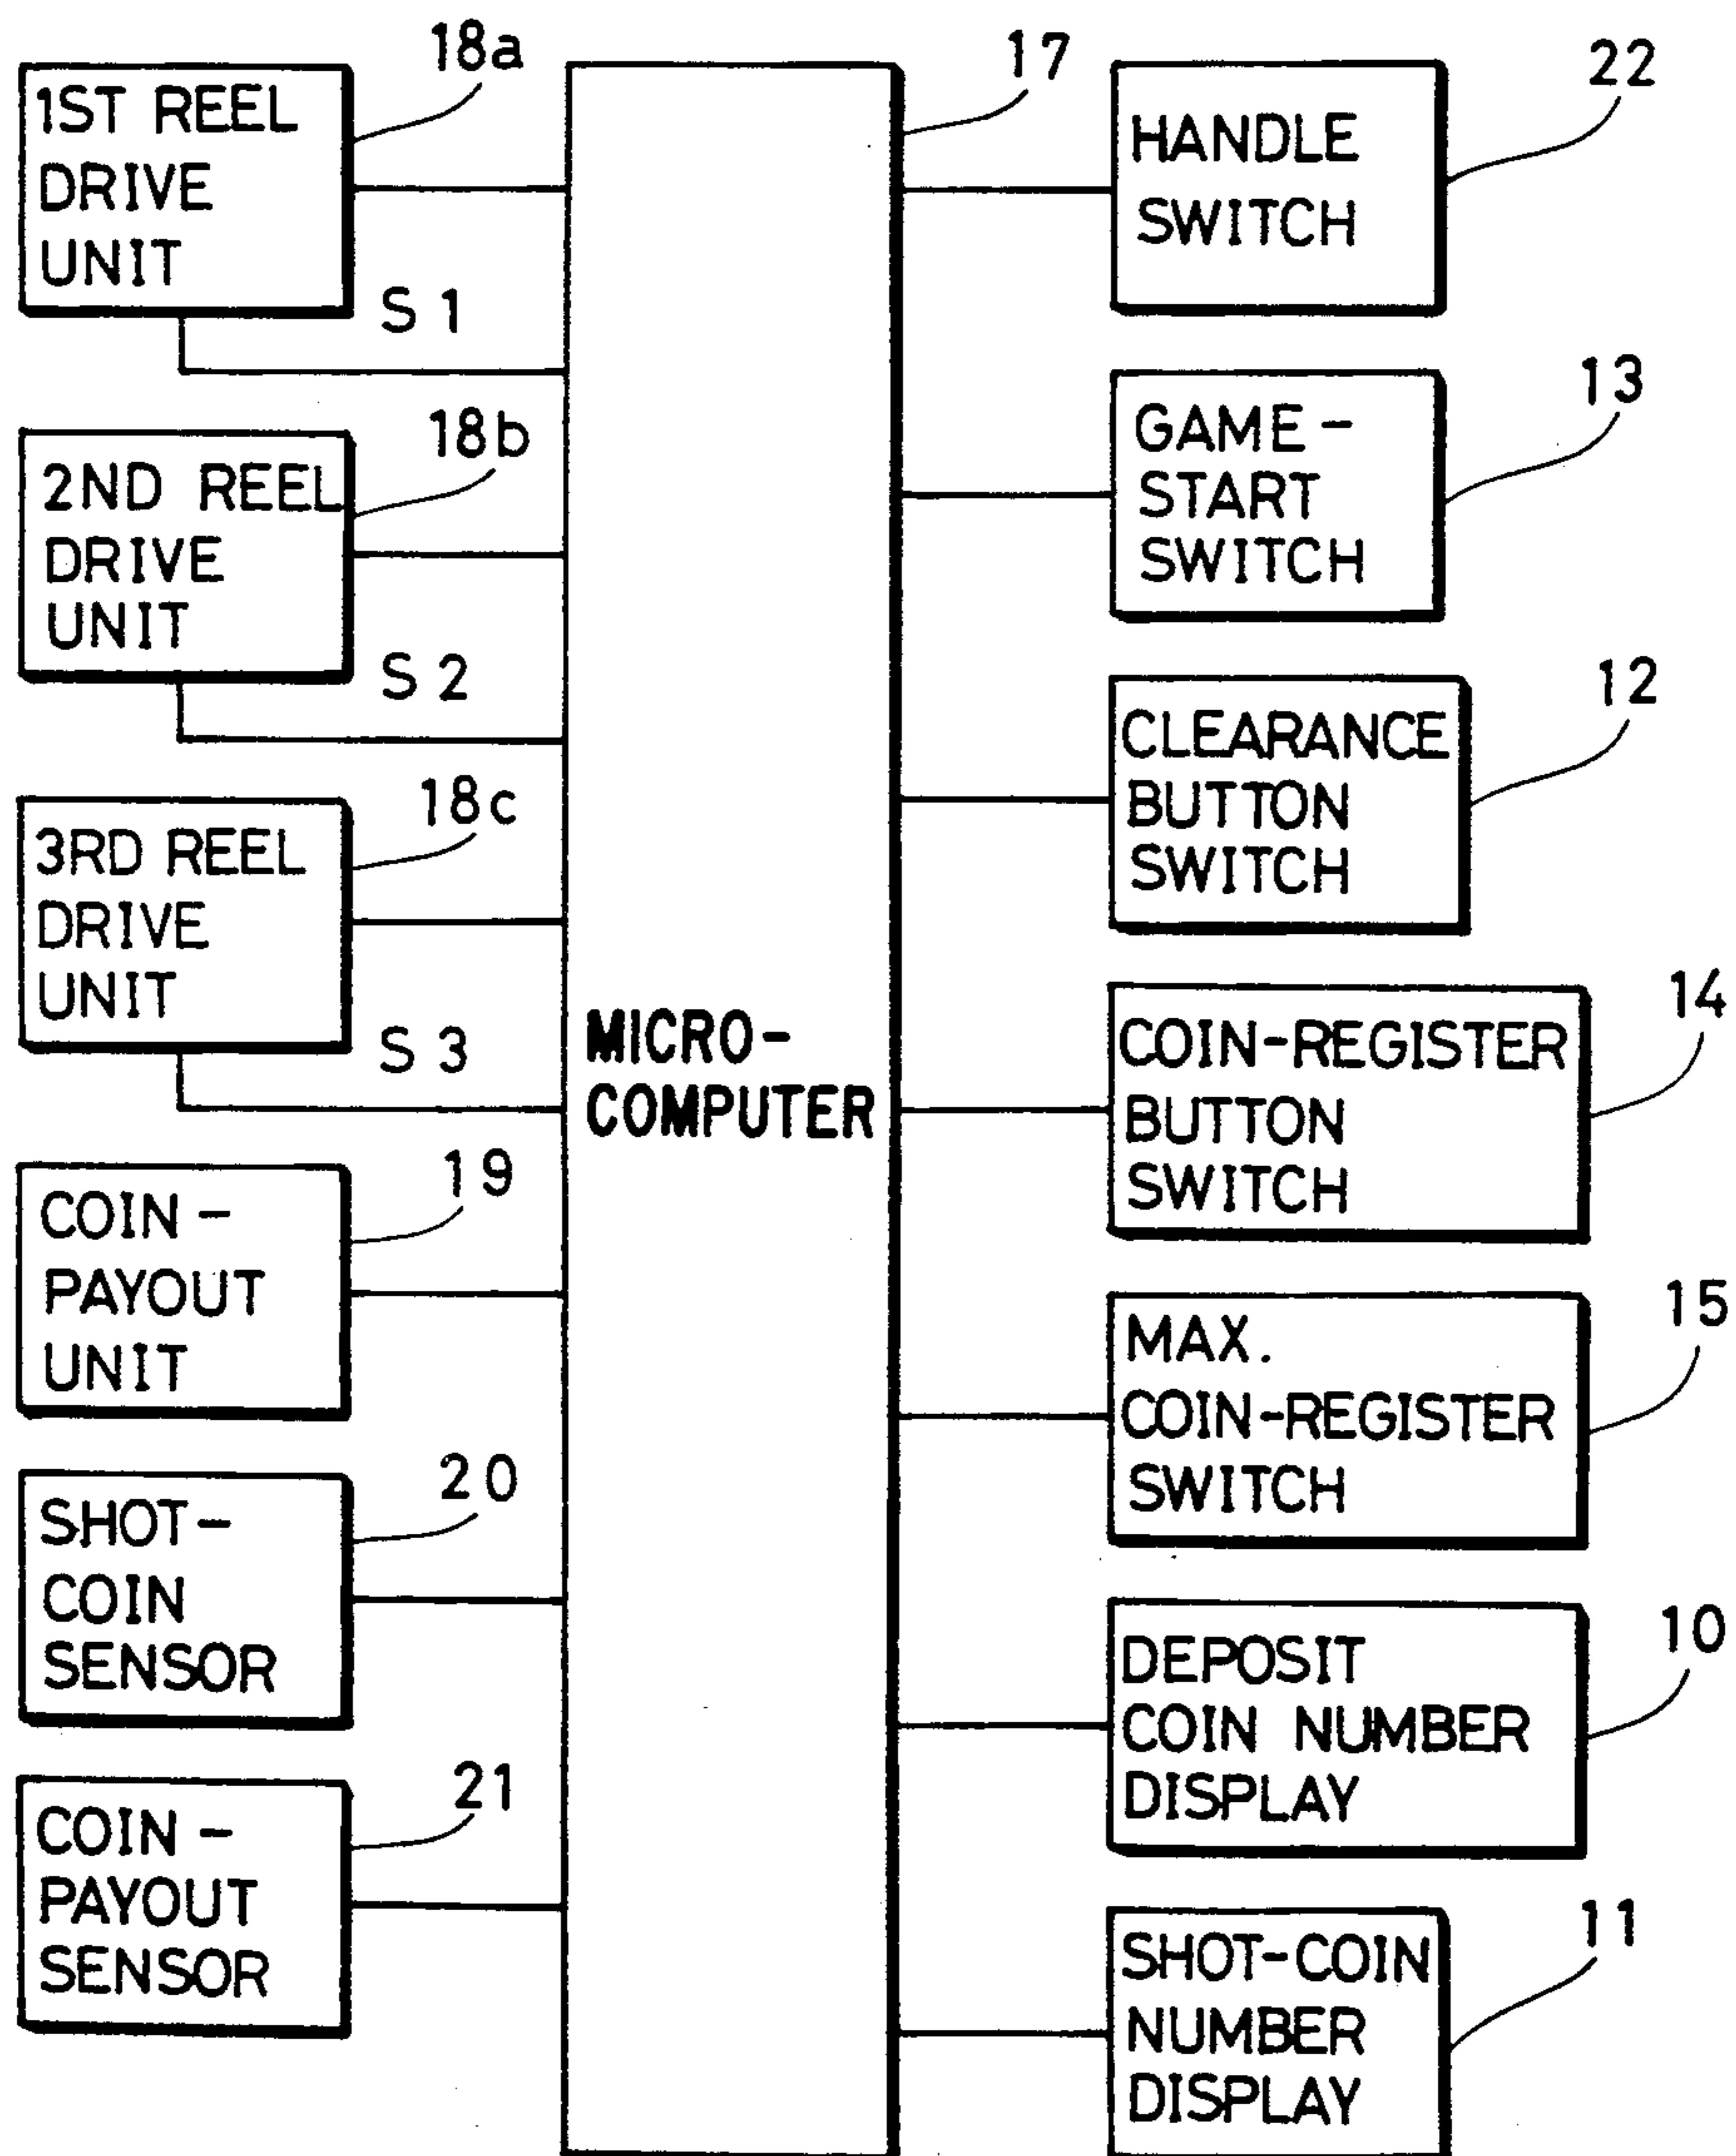 18a
1ST REEL
DRIVE
UNIT
S1
18b
2ND REEL
DRIVE
UNIT
S2
18c
3RD REEL
DRIVE
UNIT
S3
19
COIN-
PAYOUT
UNIT
20
SHOT-
COIN
SENSOR
21
COIN-
PAYOUT
SENSOR
17
MICRO-
COMPUTER
22
HANDLE
SWITCH
13
GAME-
START
SWITCH
12
CLEARANCE
BUTTON
SWITCH
14
COIN-REGISTER
BUTTON
SWITCH
15
MAX.
COIN-REGISTER
SWITCH
10
DEPOSIT
COIN NUMBER
DISPLAY
11
SHOT-COIN
NUMBER
DISPLAY